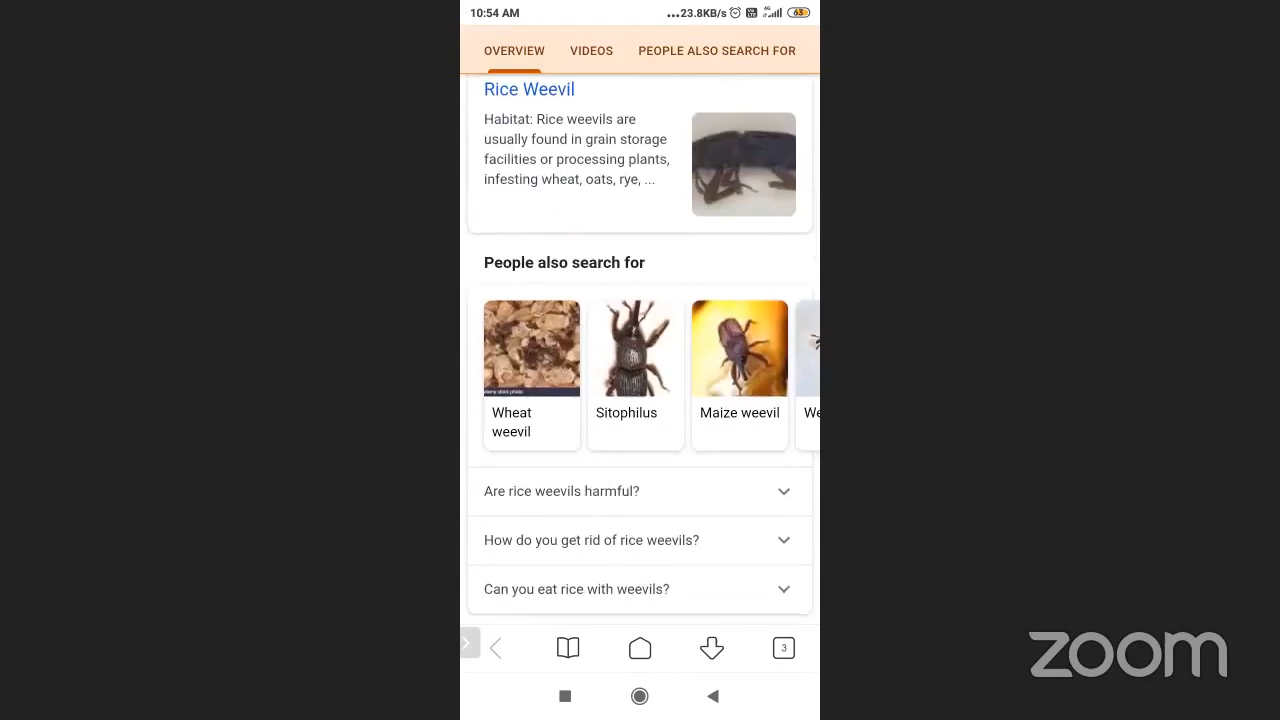 10:54 AM
...23.8KB/s 4G 63
OVERVIEW VIDEOS PEOPLE ALSO SEARCH FOR
Rice Weevil
Habitat: Rice weevils are
usually found in grain storage
facilities or processing plants,
infesting wheat, oats, rye, ...
People also search for
Wheat
weevil
Sitophilus
Maize weevil
We
Are rice weevils harmful?
How do you get rid of rice weevils?
Can you eat rice with weevils?
3
zoom